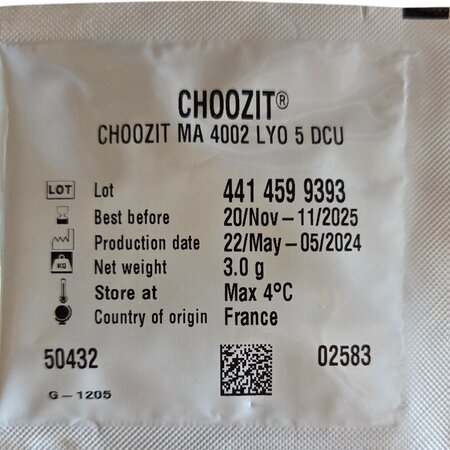 CHOOZIT®
CHOOZIT MA 4002 LYO 5 DCU
LOT Lot 441 459 9393
Best before 20/Nov – 11/2025
Production date 22/May – 05/2024
KG Net weight 3.0 g
Store at Max 4°C
Country of origin France
50432 02583
G – 1205